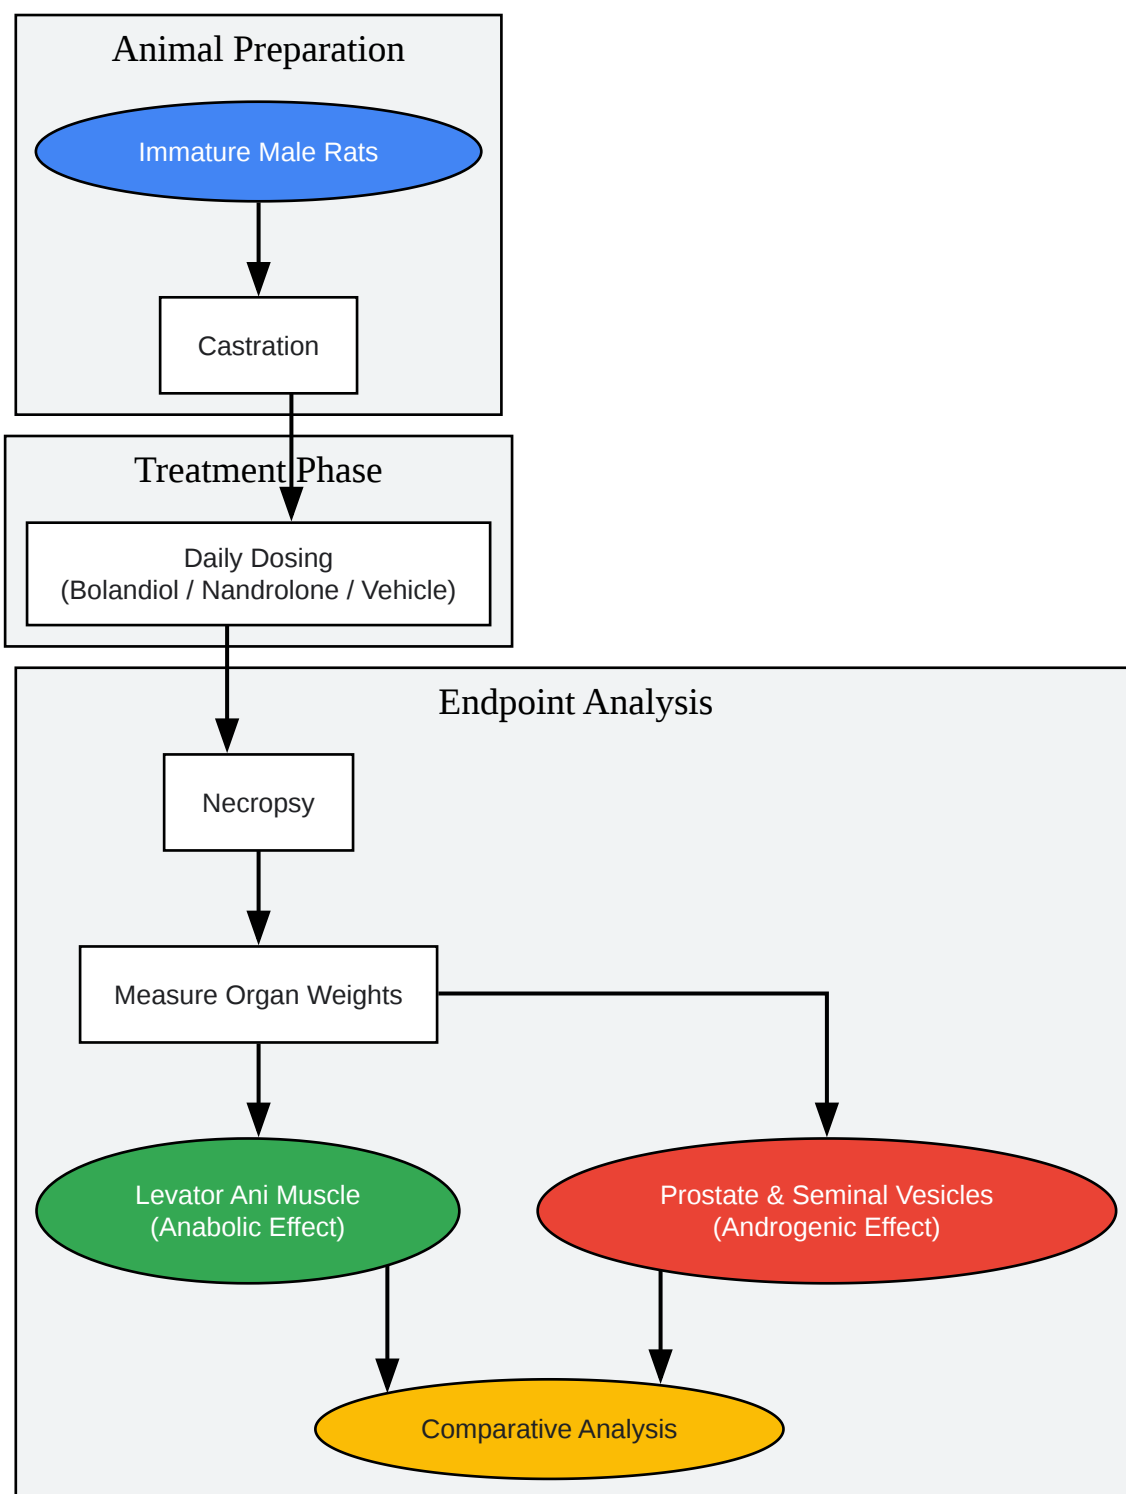 Animal Preparation
Immature Male Rats
Castration
Treatment Phase
Daily Dosing
(Bolandiol / Nandrolone / Vehicle)
Endpoint Analysis
Necropsy
Measure Organ Weights
Levator Ani Muscle
(Anabolic Effect)
Prostate & Seminal Vesicles
(Androgenic Effect)
Comparative Analysis